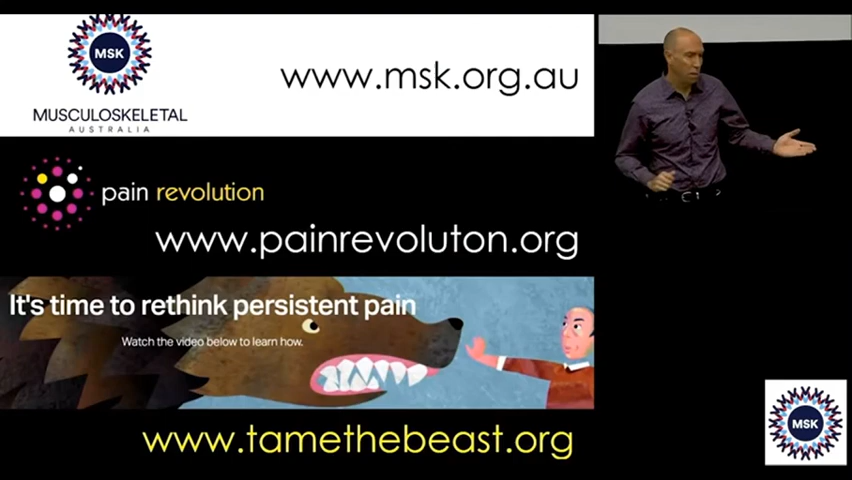 MSK
www.msk.org.au
MUSCULOSKELETAL
AUSTRALIA
pain revolution
www.painrevoluton.org
It's time to rethink persistent pain
Watch the video below to learn how.
www.tamethebeast.org
MSK